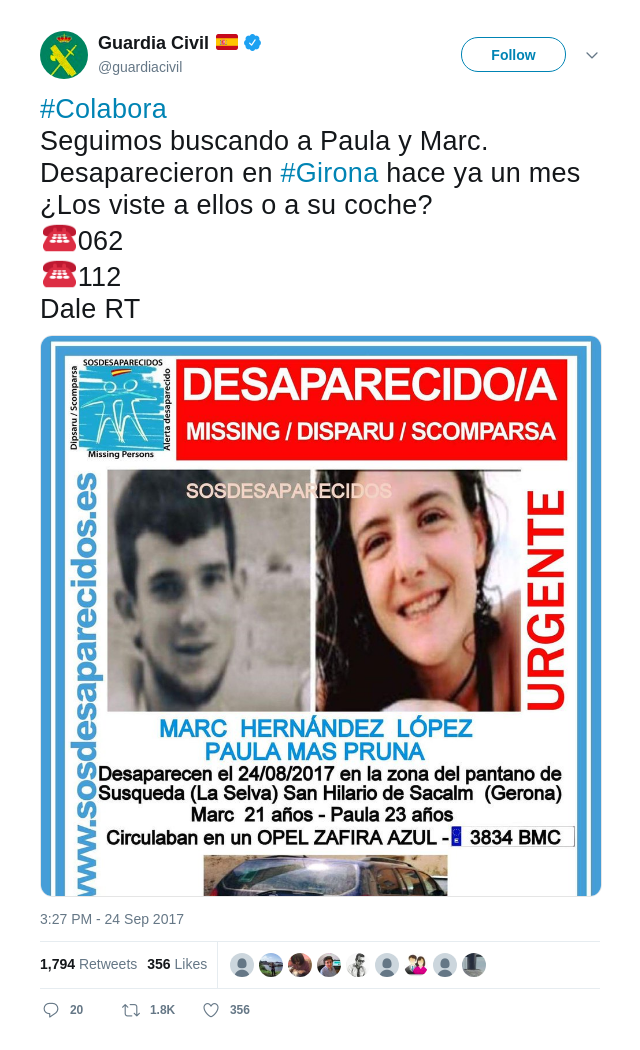 Guardia Civil
@guardiacivil
Follow
#Colabora
Seguimos buscando a Paula y Marc.
Desaparecieron en #Girona hace ya un mes
¿Los viste a ellos o a su coche?
062
112
Dale RT
SOSDESAPARECIDOS
Dipsaru / Scomparsa
Alerta desaparecido
Missing Persons
DESAPARECIDO/A
MISSING / DISPARU / SCOMPARSA
www.sosdesaparecidos.es
SOSDESAPARECIDOS
URGENTE
MARC HERNÁNDEZ LÓPEZ
PAULA MAS PRUNA
Desaparecen el 24/08/2017 en la zona del pantano de
Susqueda (La Selva) San Hilario de Sacalm (Gerona)
Marc 21 años - Paula 23 años
Circulaban en un OPEL ZAFIRA AZUL - E 3834 BMC
3:27 PM - 24 Sep 2017
1,794 Retweets 356 Likes
20 1.8K 356